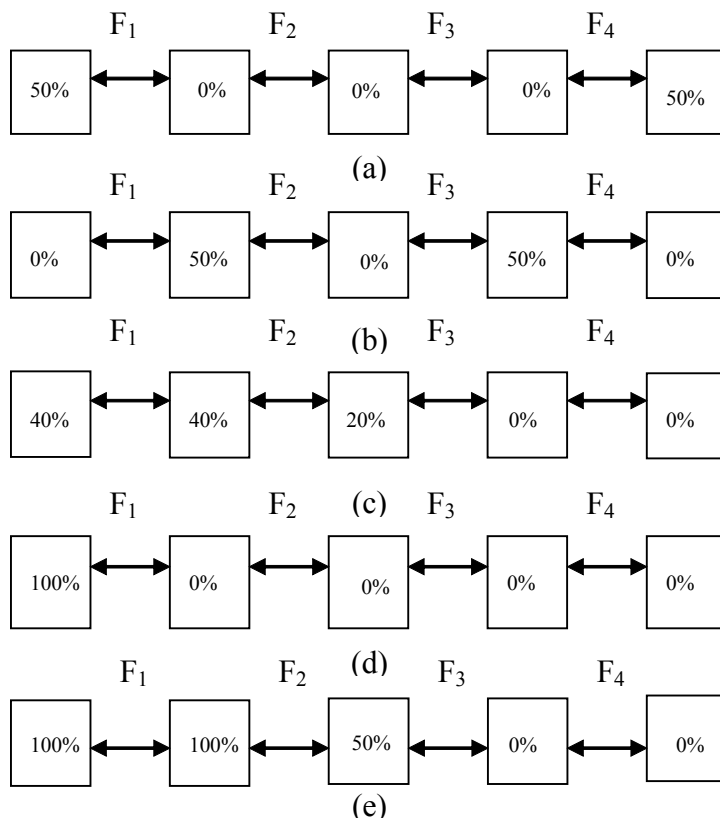 F₁ F₂ F₃ F₄
50% 0% 0% 0% 50%
(a)
F₁ F₂ F₃ F₄
0% 50% 0% 50% 0%
(b)
F₁ F₂ F₃ F₄
40% 40% 20% 0% 0%
(c)
F₁ F₂ F₃ F₄
100% 0% 0% 0% 0%
(d)
F₁ F₂ F₃ F₄
100% 100% 50% 0% 0%
(e)